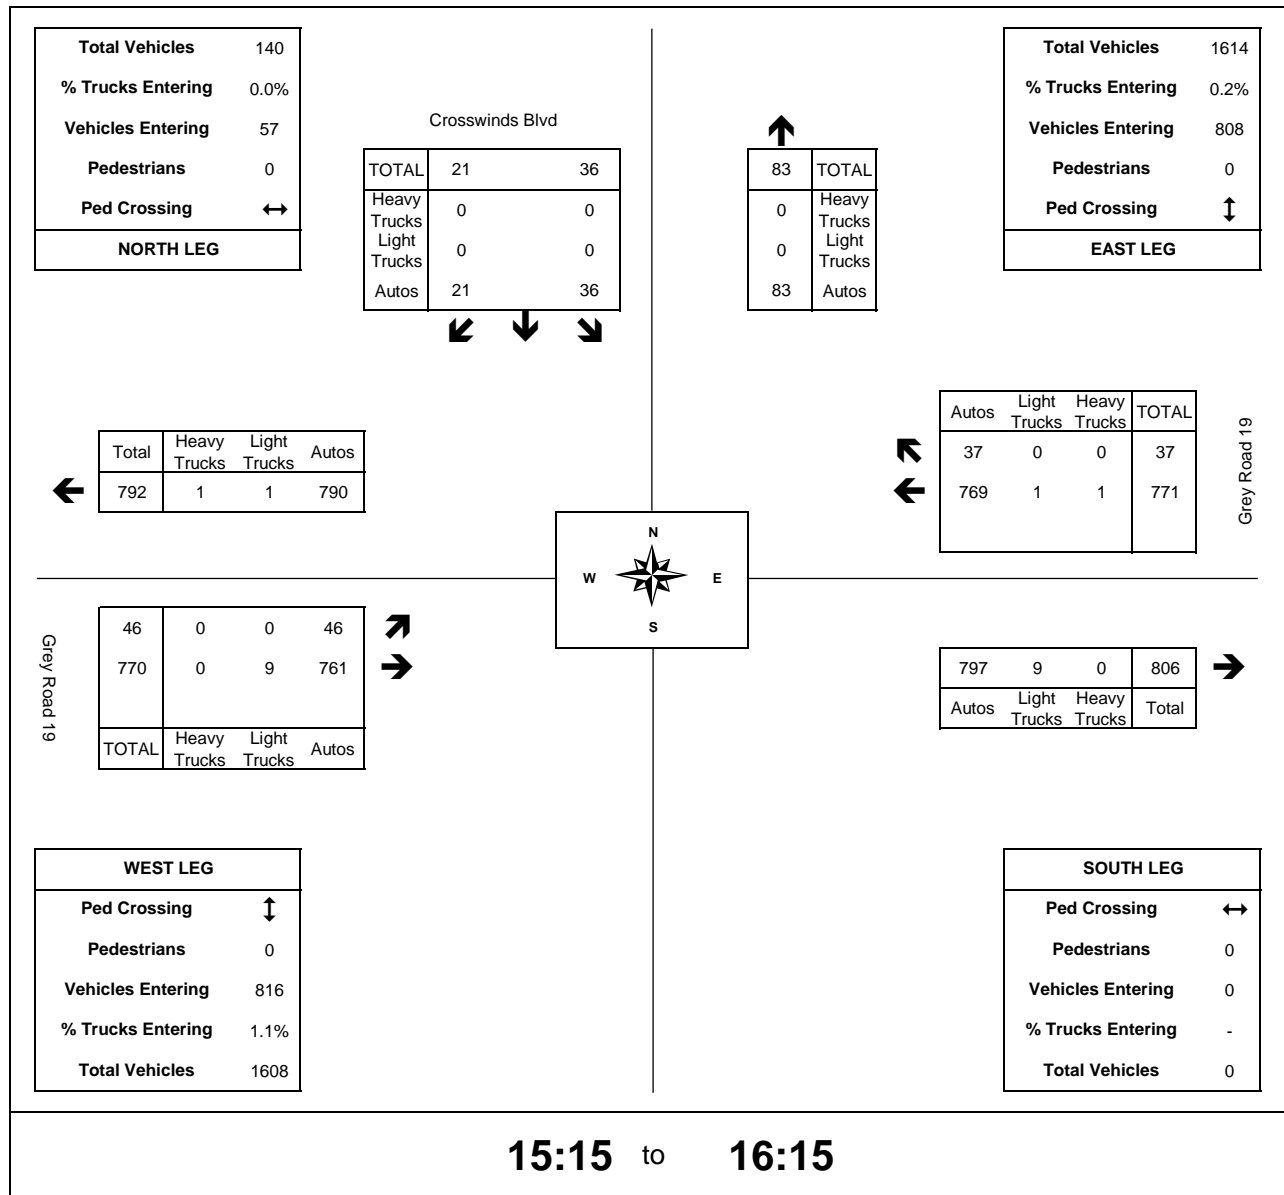 Total Vehicles 140
% Trucks Entering 0.0%
Vehicles Entering 57
Pedestrians 0
Ped Crossing ↔
NORTH LEG
Crosswinds Blvd
TOTAL 21 36
Heavy Trucks 0 0
Light Trucks 0 0
Autos 21 36
83 TOTAL
0 Heavy Trucks
0 Light Trucks
83 Autos
Total Vehicles 1614
% Trucks Entering 0.2%
Vehicles Entering 808
Pedestrians 0
Ped Crossing ↕
EAST LEG
Total Heavy Trucks Light Trucks Autos
792 1 1 790
Autos Light Trucks Heavy Trucks TOTAL
37 0 0 37
769 1 1 771
Grey Road 19
N
W E
S
Grey Road 19
46 0 0 46
770 0 9 761
TOTAL Heavy Trucks Light Trucks Autos
797 9 0 806
Autos Light Trucks Heavy Trucks Total
WEST LEG
Ped Crossing ↕
Pedestrians 0
Vehicles Entering 816
% Trucks Entering 1.1%
Total Vehicles 1608
SOUTH LEG
Ped Crossing ↔
Pedestrians 0
Vehicles Entering 0
% Trucks Entering -
Total Vehicles 0
15:15 to 16:15